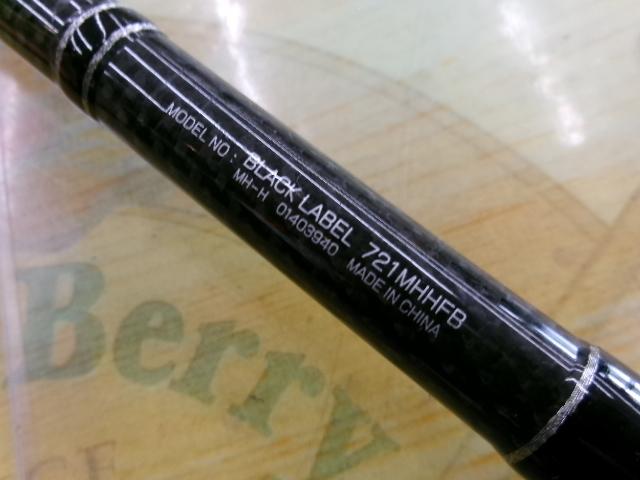 MODEL NO : BLACK LABEL 721MHHFB
MH-H 01403940 MADE IN CHINA
Berry